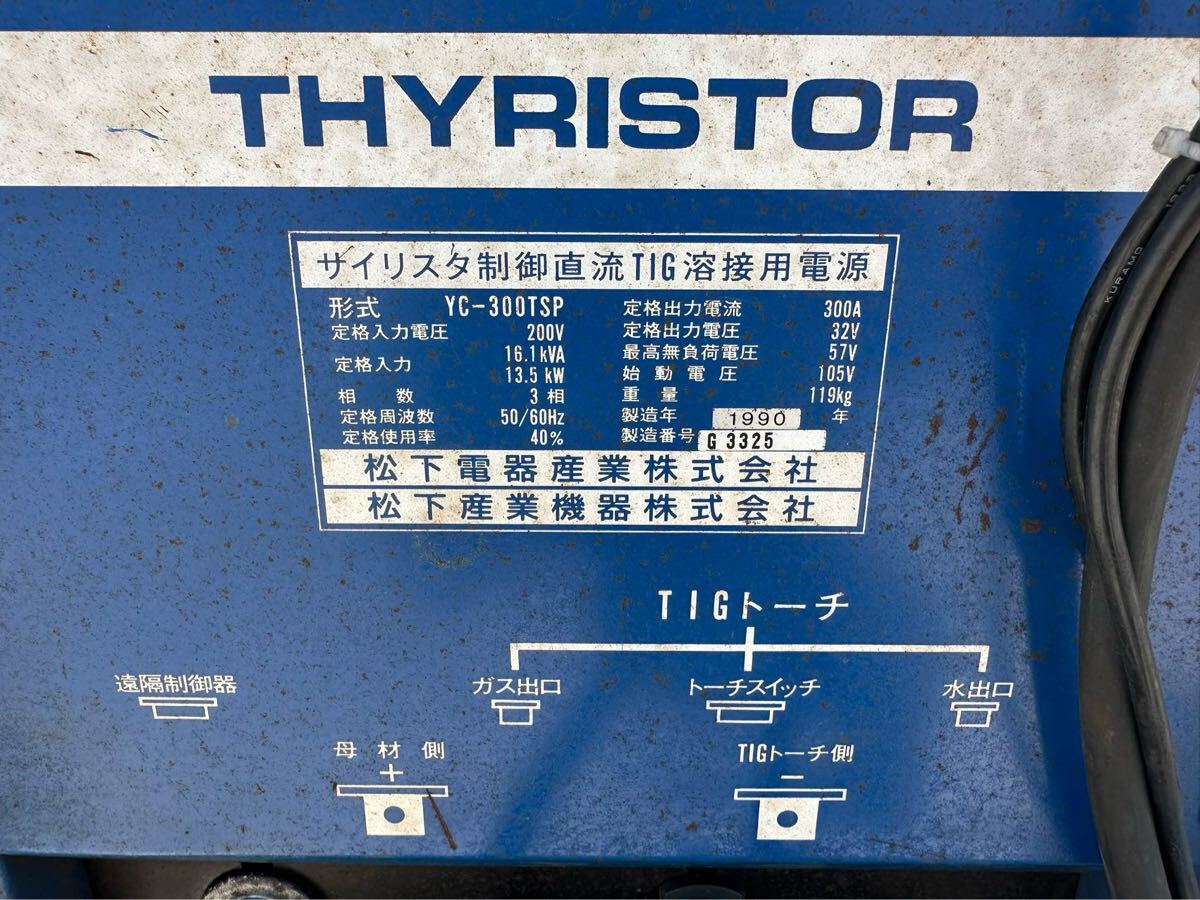 THYRISTOR
サイリスタ制御直流TIG溶接用電源
形式 YC-300TSP
定格入力電圧 200V
定格入力 16.1kVA
13.5kW
相数 3相
定格周波数 50/60Hz
定格使用率 40%
定格出力電流 300A
定格出力電圧 32V
最高無負荷電圧 57V
始動電圧 105V
重量 119kg
製造年 1990 年
製造番号 G 3325
松下電器産業株式会社
松下産業機器株式会社
TIGトーチ
遠隔制御器
ガス出口
トーチスイッチ
水出口
母材側
+
TIGトーチ側
−
KURAMO